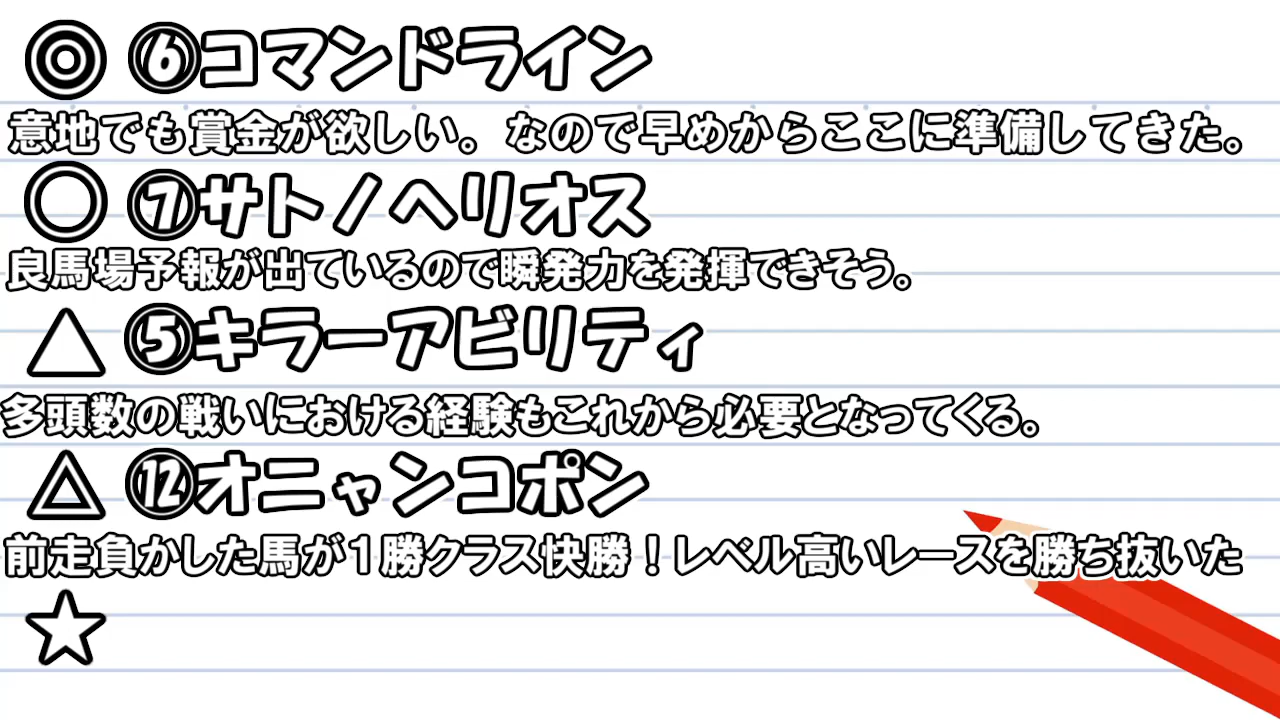 ◎ ⑥コマンドライン
意地でも賞金が欲しい。なので早めからここに準備してきた。
○ ⑦サトノヘリオス
良馬場予報が出ているので瞬発力を発揮できそう。
△ ⑤キラーアビリティ
多頭数の戦いにおける経験もこれから必要となってくる。
△ ⑫オニャンコポン
前走負かした馬が1勝クラス快勝！レベル高いレースを勝ち抜いた
☆